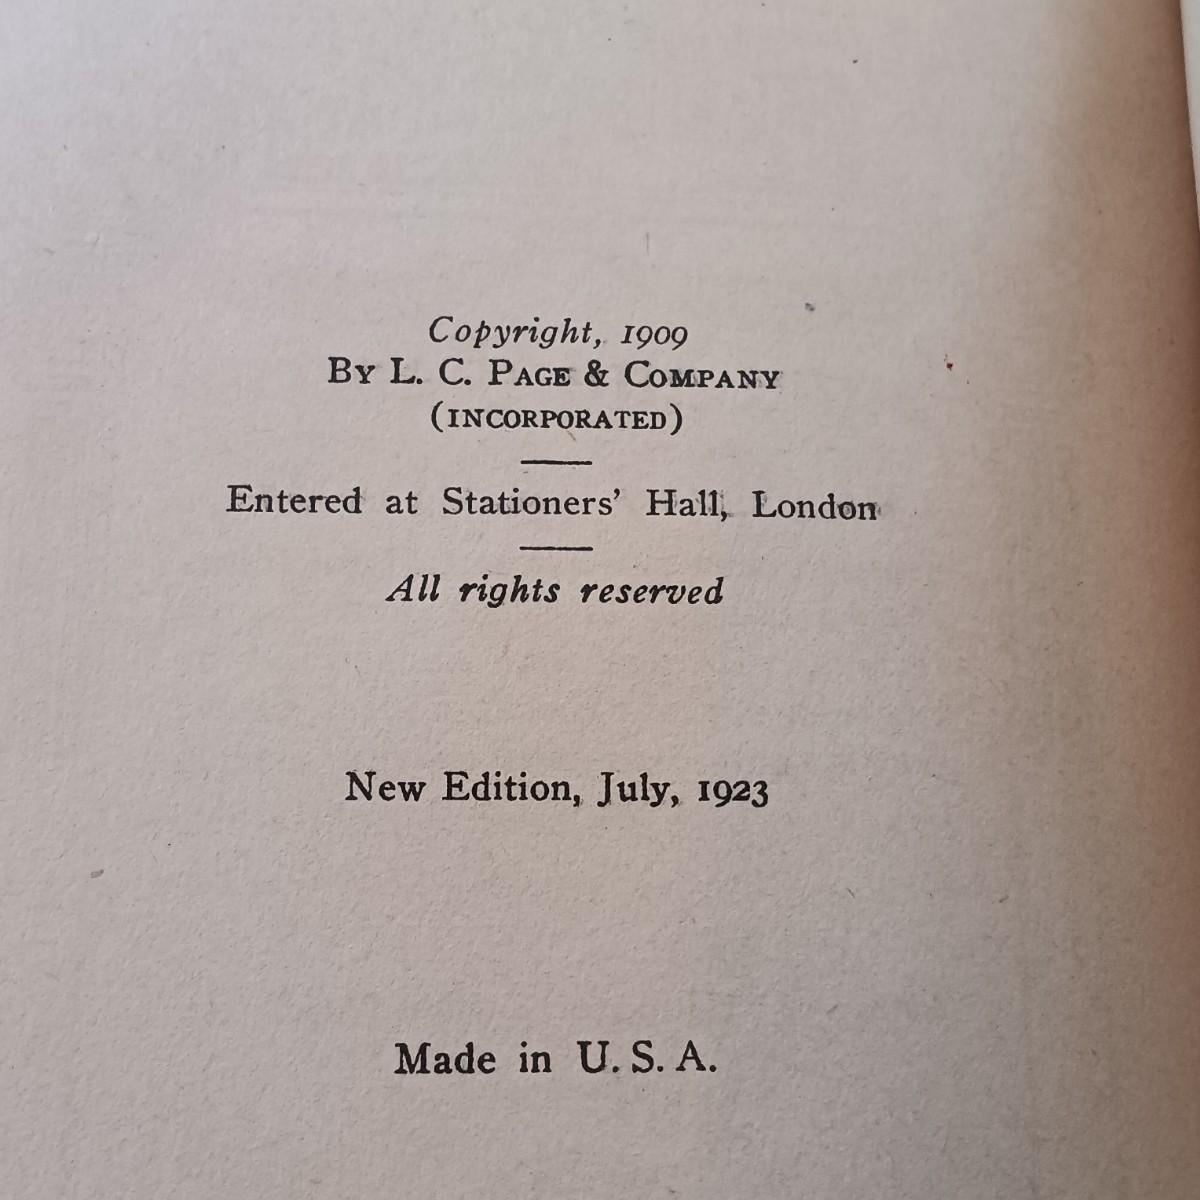 Copyright, 1909
By L. C. Page & Company
(INCORPORATED)
Entered at Stationers' Hall, London
All rights reserved
New Edition, July, 1923
Made in U. S. A.